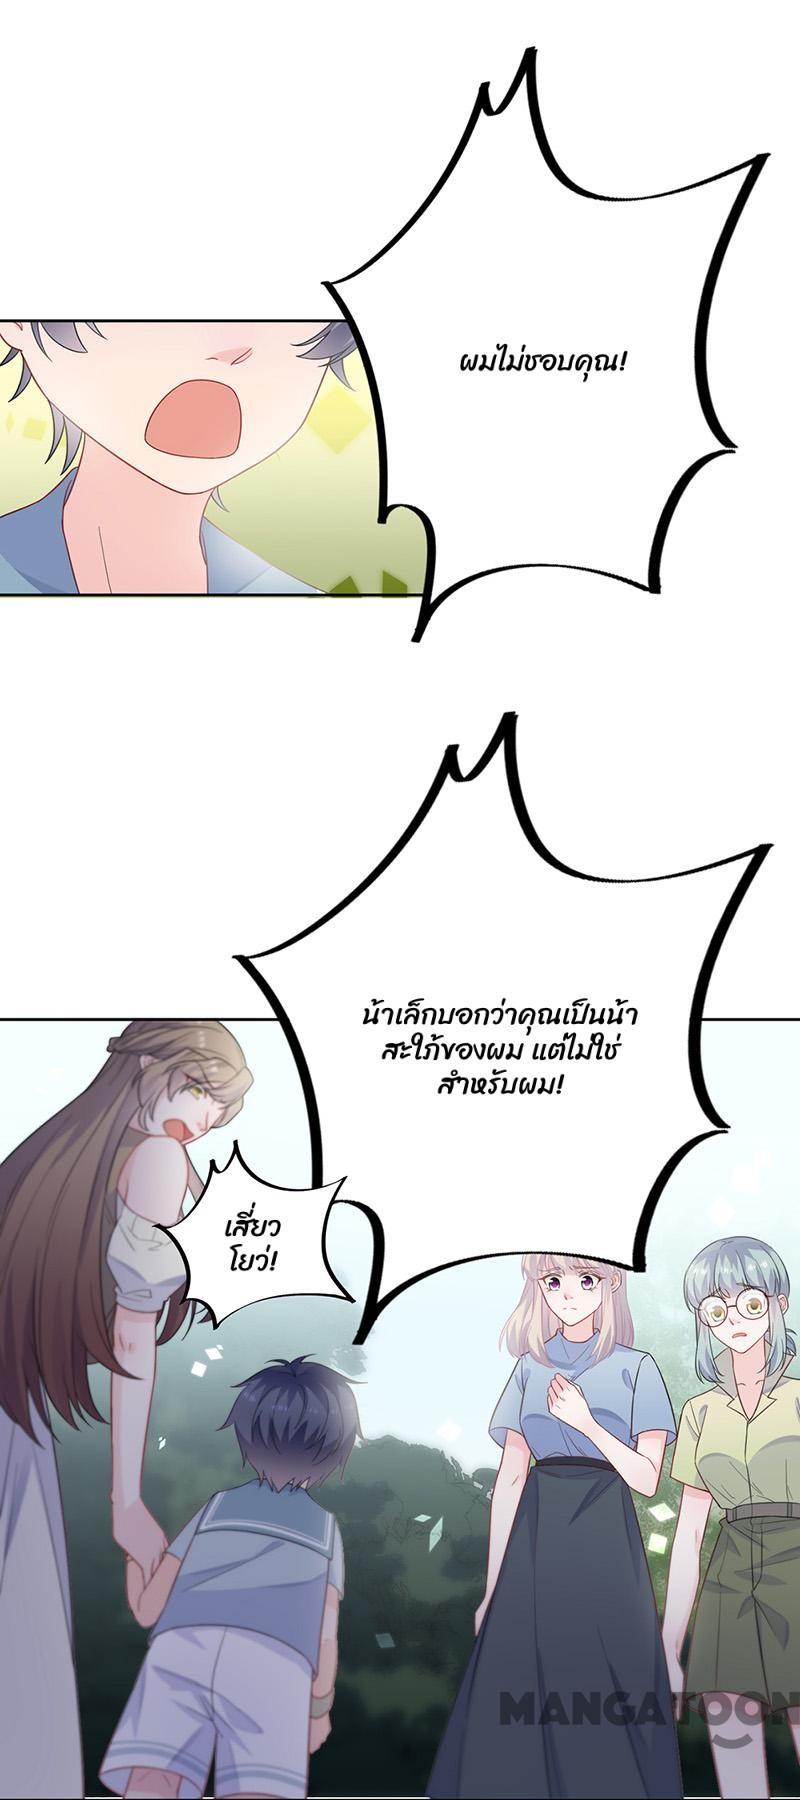 ผมไม่ชอบคุณ!
น้าเล็กบอกว่าคุณเป็นน้า
สะใภ้ของผม แต่ไม่ใช่
สำหรับผม!
เสี่ยว
โยว่!
MANGATOON